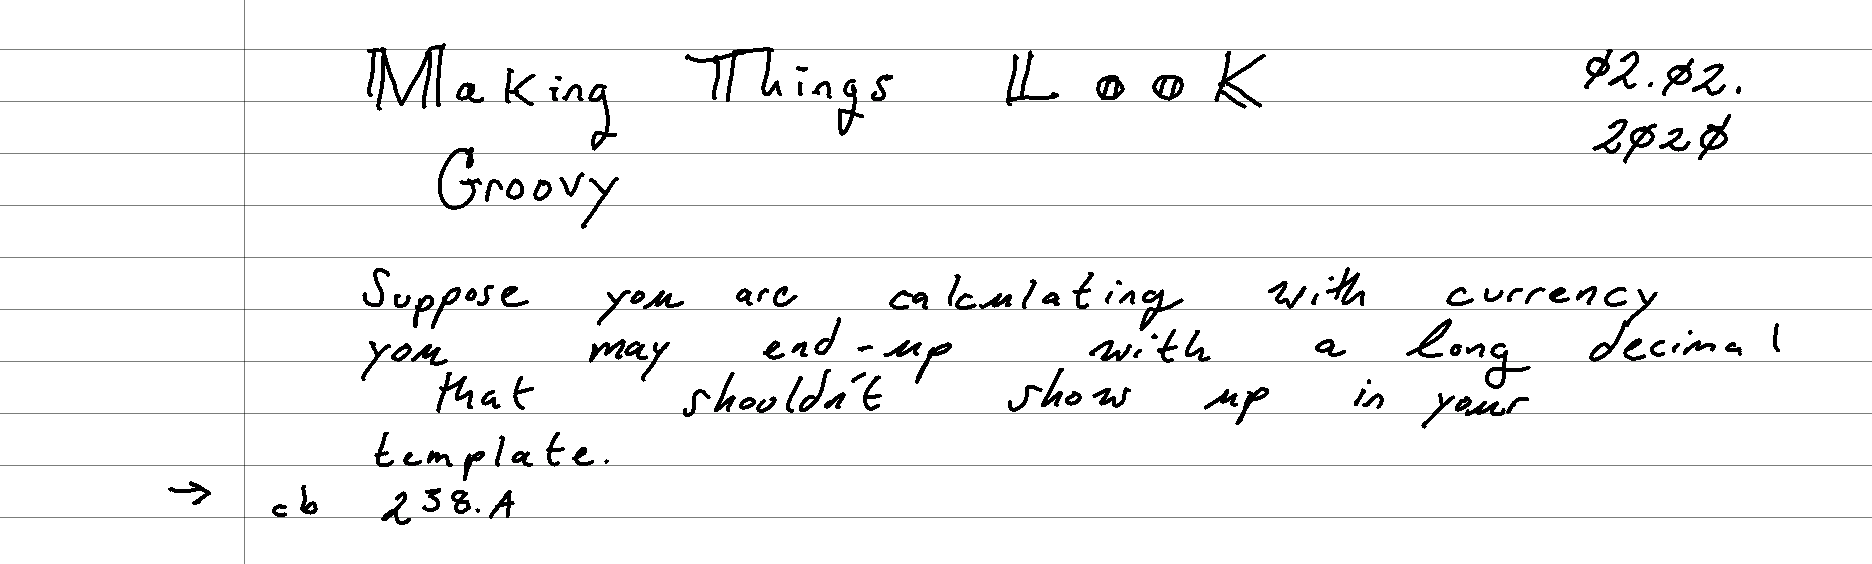 Making Things Look
Groovy
02.02.
2020
Suppose you are calculating with currency
you may end-up with a long decimal
that shouldn't show up in your
template.
→ cb 238.A